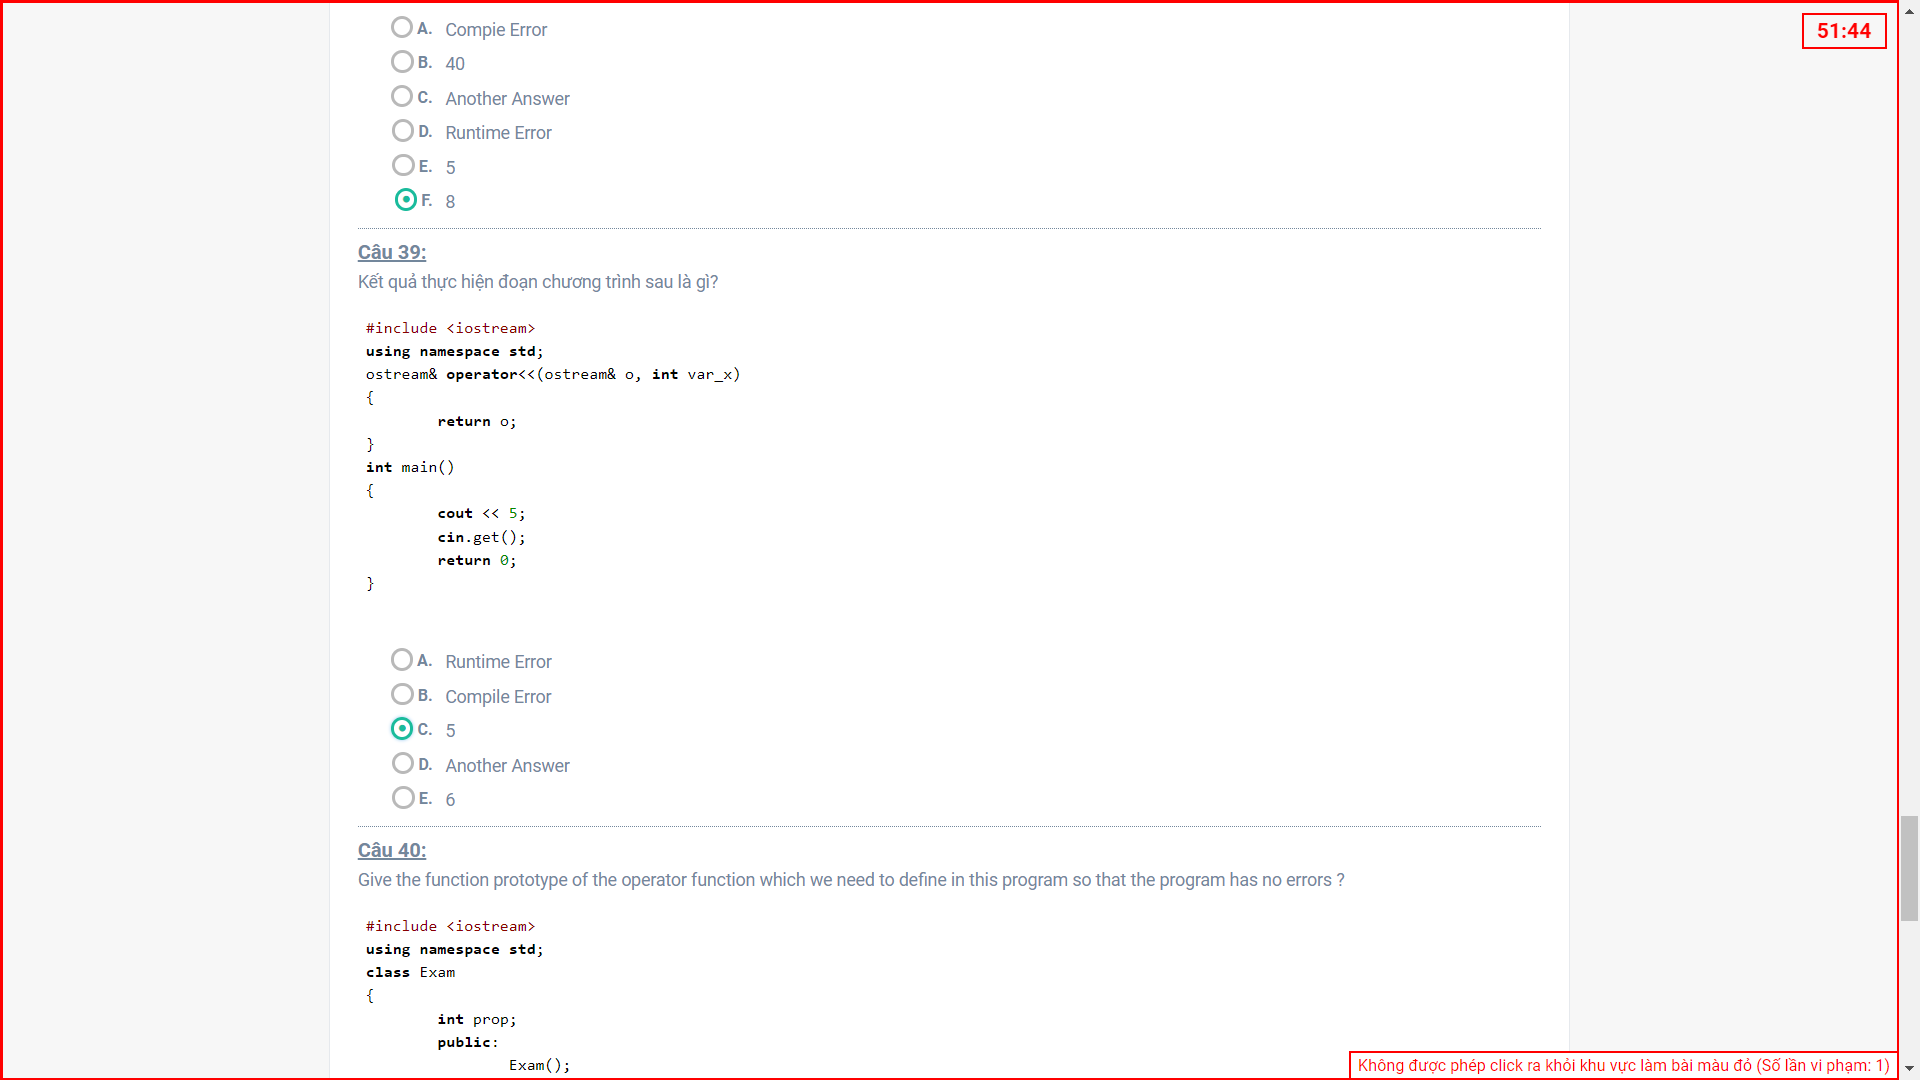 51:44
A. Compie Error
B. 40
C. Another Answer
D. Runtime Error
E. 5
F. 8
Câu 39:
Kết quả thực hiện đoạn chương trình sau là gì?
#include <iostream>
using namespace std;
ostream& operator<<(ostream& o, int var_x)
{
return o;
}
int main()
{
cout << 5;
cin.get();
return 0;
}
A. Runtime Error
B. Compile Error
C. 5
D. Another Answer
E. 6
Câu 40:
Give the function prototype of the operator function which we need to define in this program so that the program has no errors ?
#include <iostream>
using namespace std;
class Exam
{
int prop;
public:
Exam();
Không được phép click ra khỏi khu vực làm bài màu đỏ (Số lần vi phạm: 1)